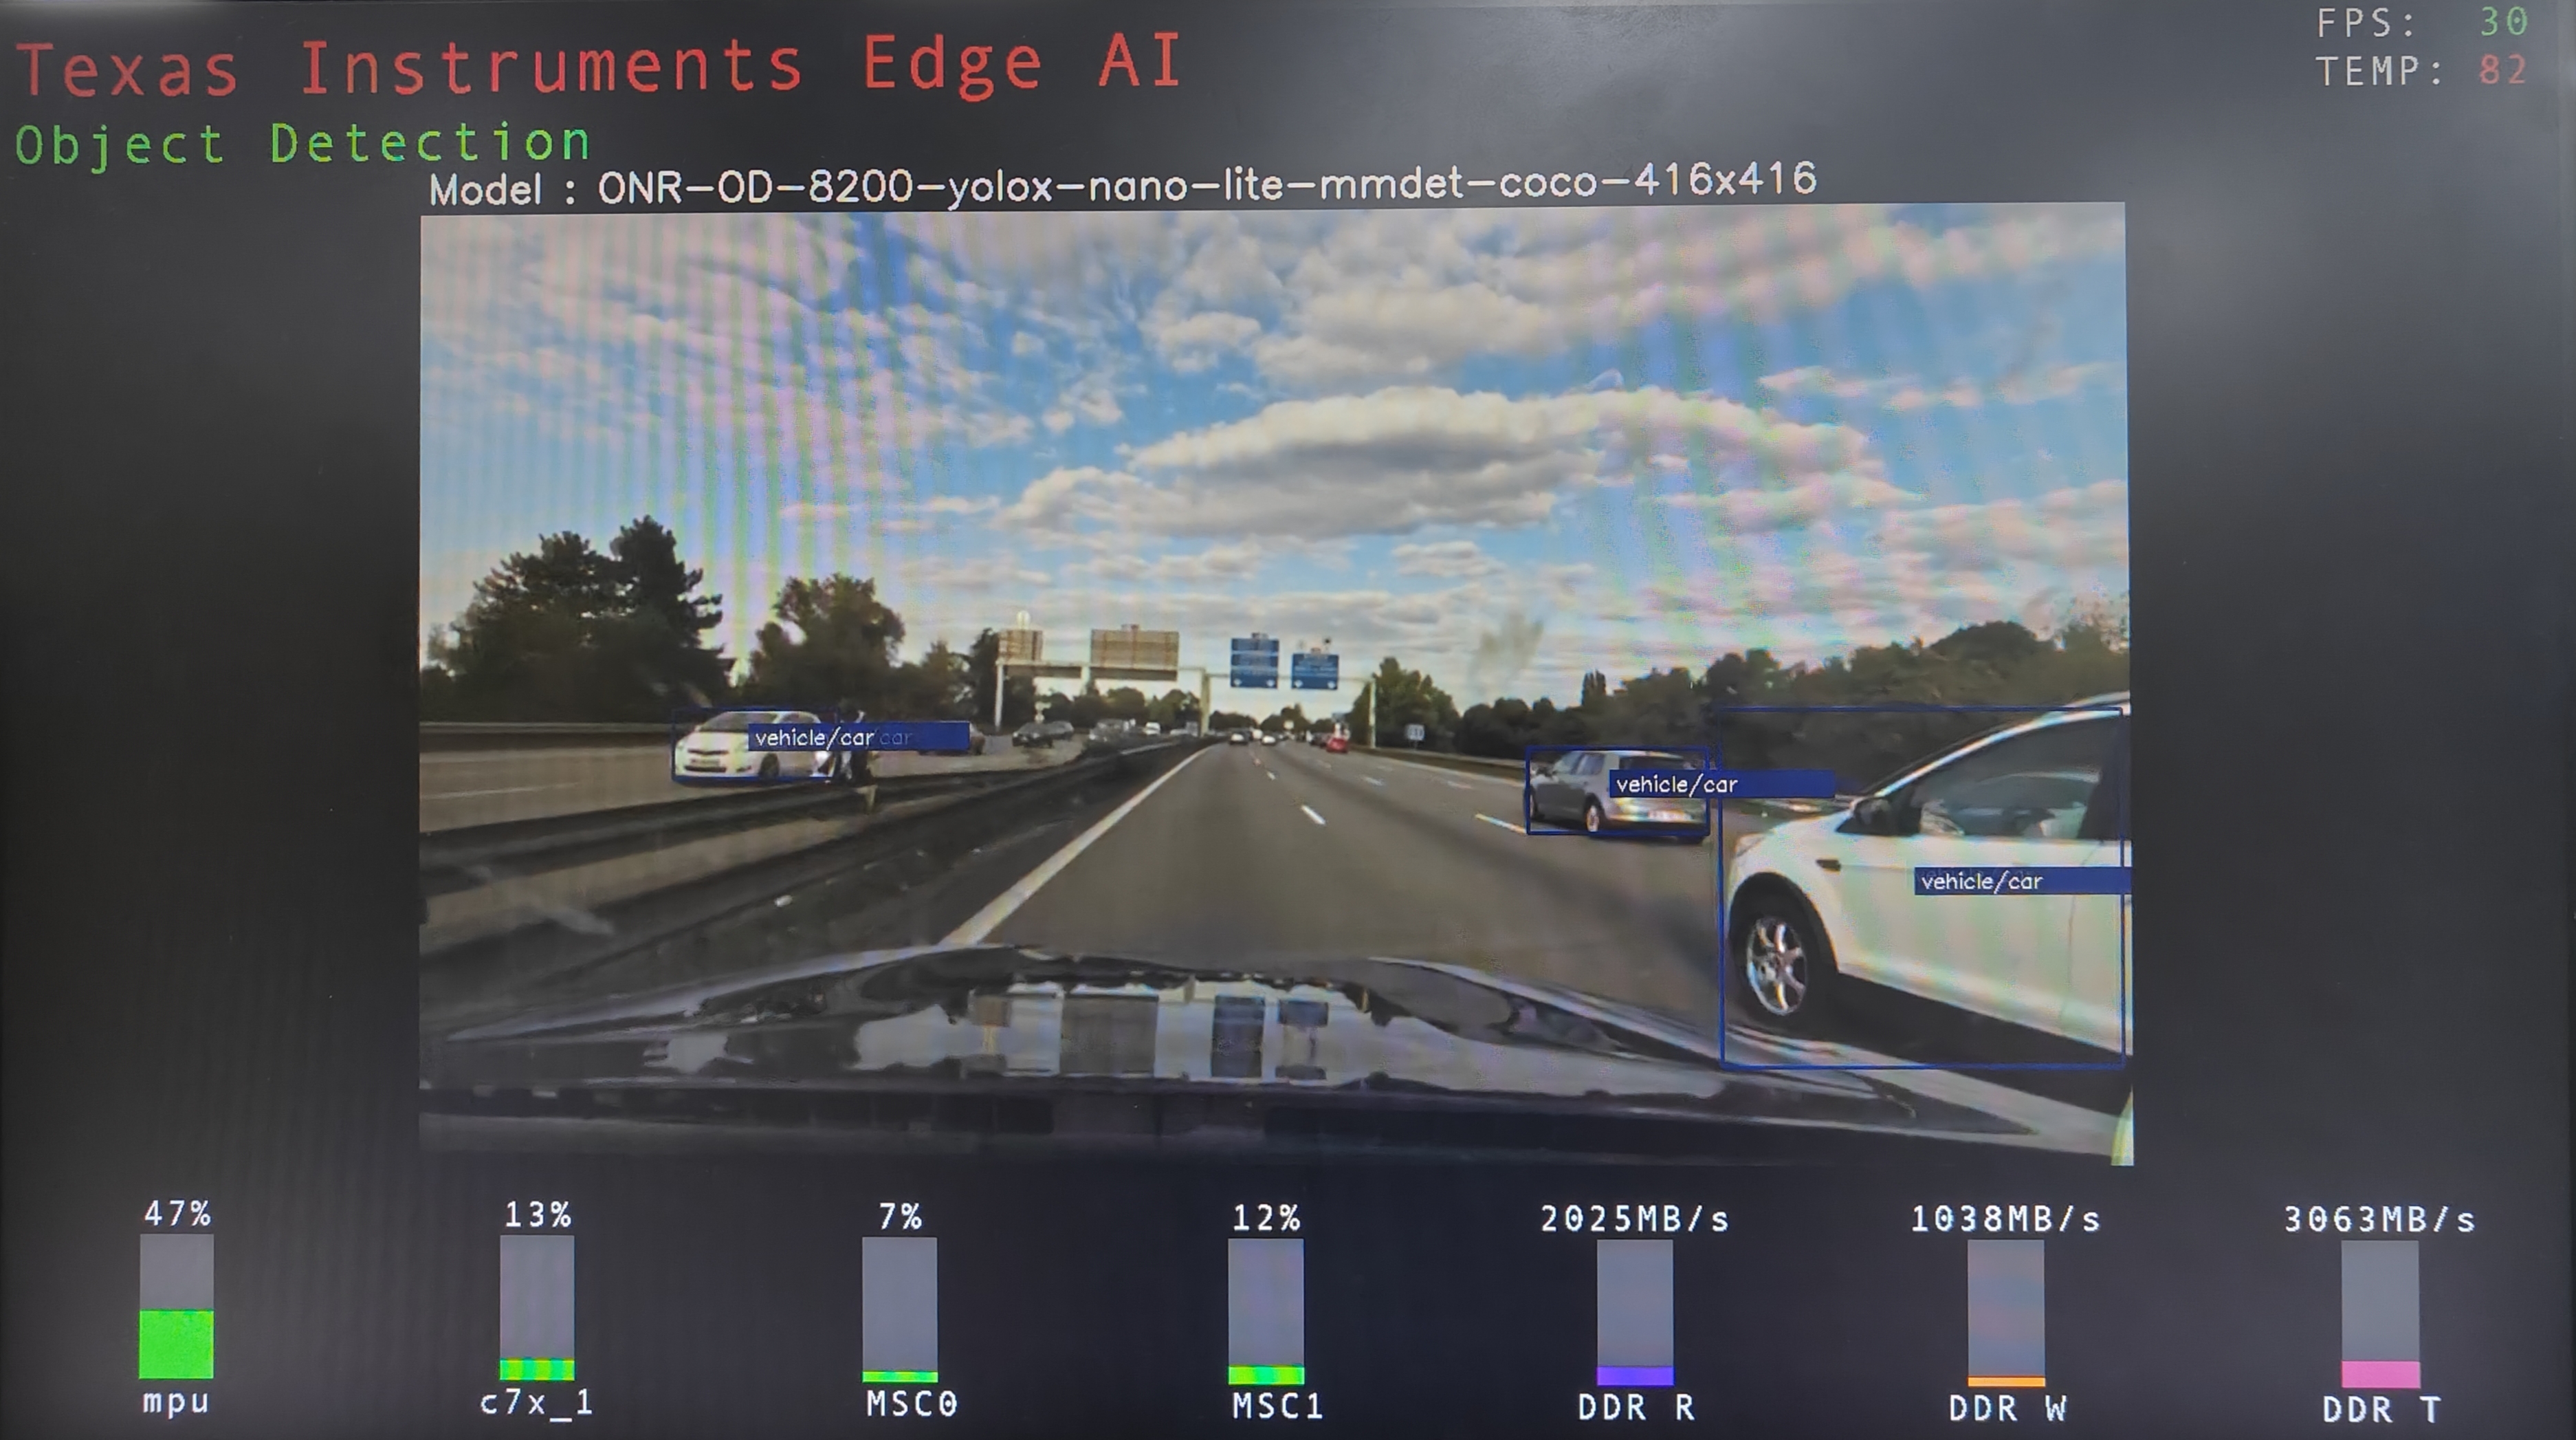 Texas Instruments Edge AI
FPS: 30
TEMP: 82
Object Detection
Model : ONR-OD-8200-yolox-nano-lite-mmdet-coco-416x416
vehicle/car
car
vehicle/car
vehicle/car
47%
13%
7%
12%
2025MB/s
1038MB/s
3063MB/s
mpu
c7x_1
MSC0
MSC1
DDR R
DDR W
DDR T